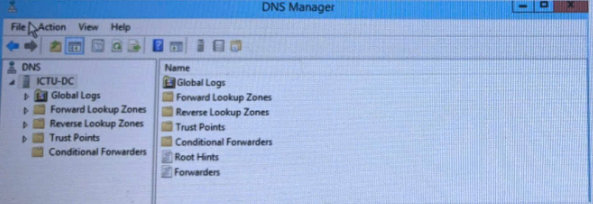 DNS Manager
File Action View Help
DNS
ICTU-DC
Global Logs
Forward Lookup Zones
Reverse Lookup Zones
Trust Points
Conditional Forwarders
Name
Global Logs
Forward Lookup Zones
Reverse Lookup Zones
Trust Points
Conditional Forwarders
Root Hints
Forwarders